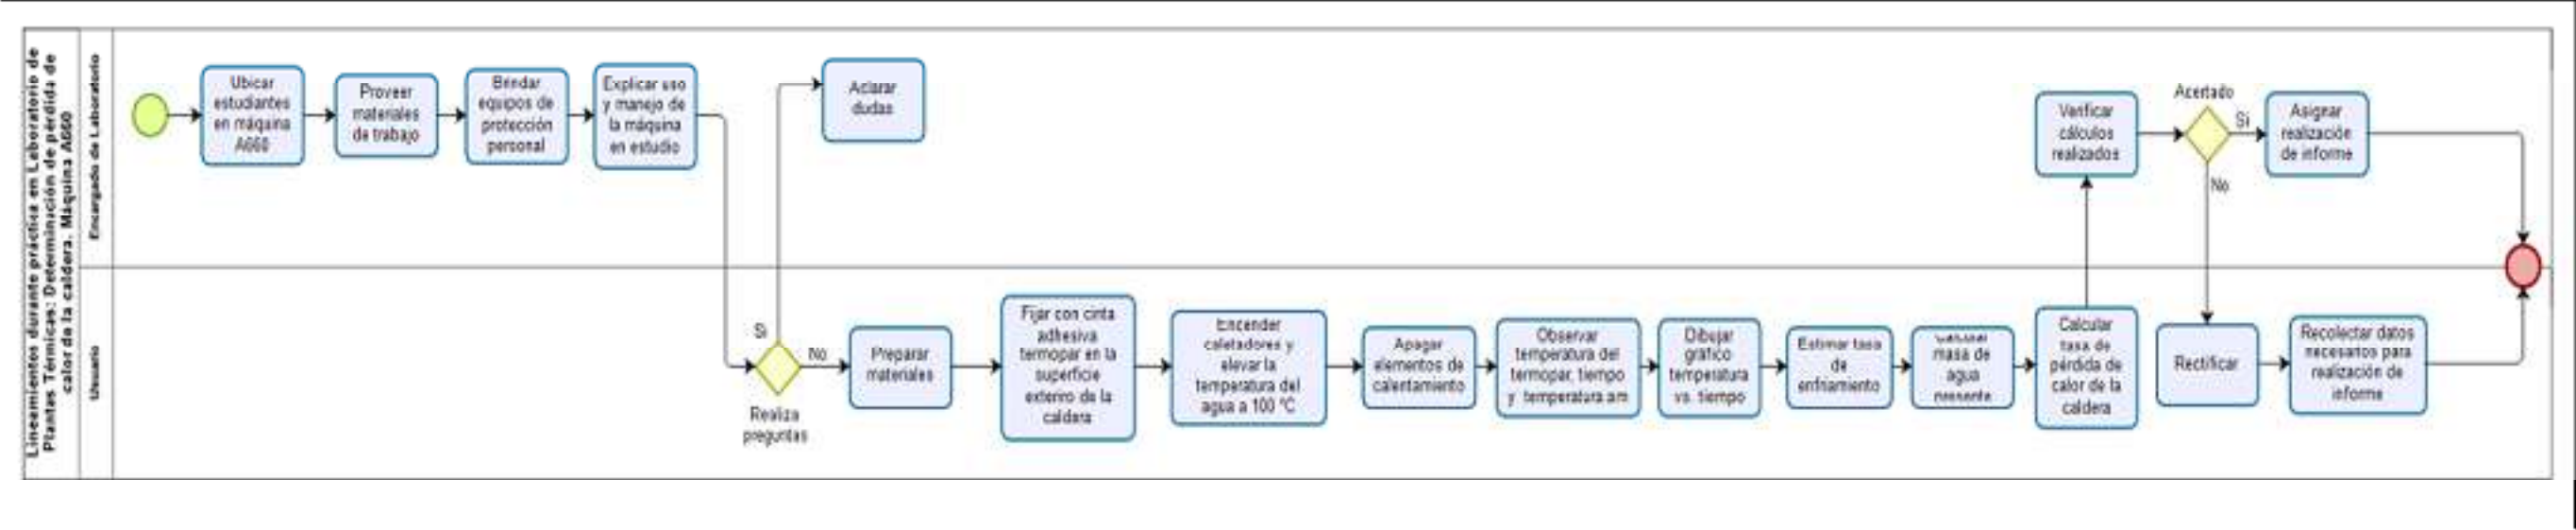 Lineamientos durante práctica en Laboratorio de
Plantas Térmicas: Determinación de pérdida de
calor de la caldera. Máquina A660
Encargado de Laboratorio
Ubicar
estudiantes
en máquina
A660
Proveer
materiales
de trabajo
Brindar
equipos de
protección
personal
Explicar uso
y manejo de
la máquina
en estudio
Aclarar
dudas
Verificar
cálculos
realizados
Acertado
Si
No
Asignar
realización
de informe
Usuario
Si
No
Realiza
preguntas
Preparar
materiales
Fijar con cinta
adhesiva
termopar en la
superficie
exteriro de la
caldera
Encender
caletadores y
elevar la
temperatura del
agua a 100 °C
Apagar
elementos de
calentamiento
Observar
temperatura del
termopar, tiempo
y temperatura am
Dibujar
gráfico
temperatura
vs. tiempo
Estimar tasa
de
enfriamiento
masa de
agua
presente
Calcular
tasa de
pérdida de
calor de la
caldera
Rectificar
Recolectar datos
necesarios para
realización de
informe